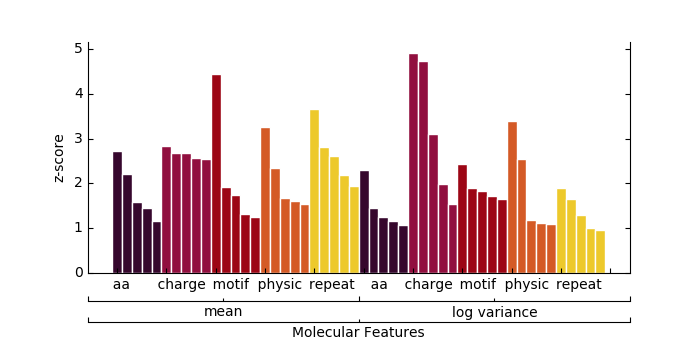 5
4
3
2
1
0
z-score
aa charge motif physic repeat aa charge motif physic repeat
mean log variance
Molecular Features